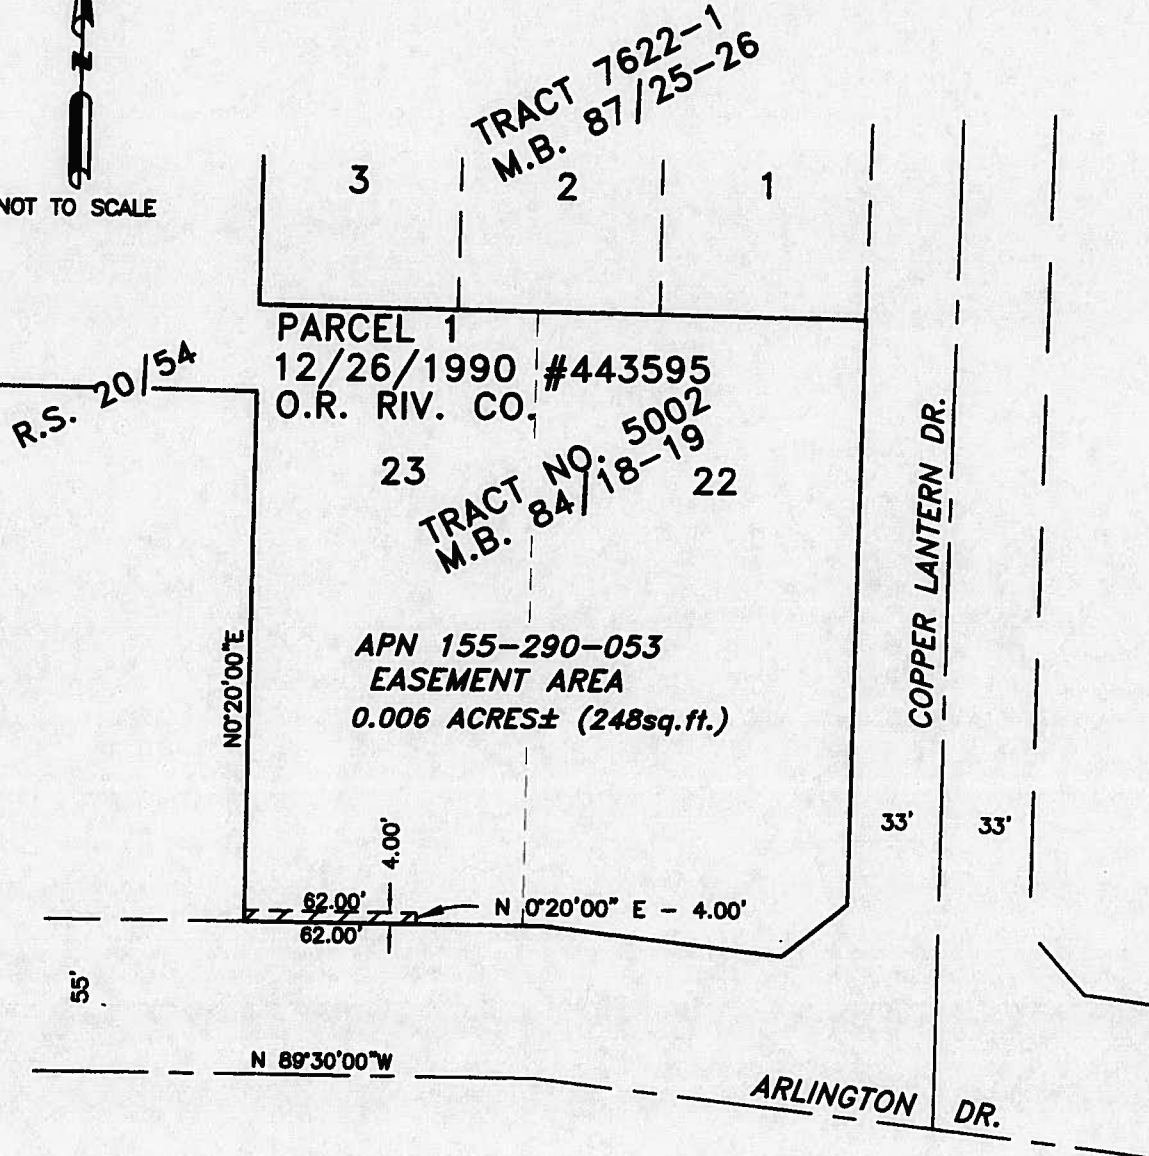 N
NOT TO SCALE
TRACT 7622-1
M.B. 87/25-26
3
2
1
PARCEL 1
12/26/1990 #443595
O.R. RIV. CO.
R.S. 20/54
23
TRACT NO. 5002
M.B. 84/18-19
22
COPPER LANTERN DR.
N0°20'00"E
APN 155-290-053
EASEMENT AREA
0.006 ACRES± (248sq.ft.)
33'
33'
4.00'
62.00'
62.00'
N 0°20'00" E - 4.00'
55'
N 89°30'00"W
ARLINGTON DR.